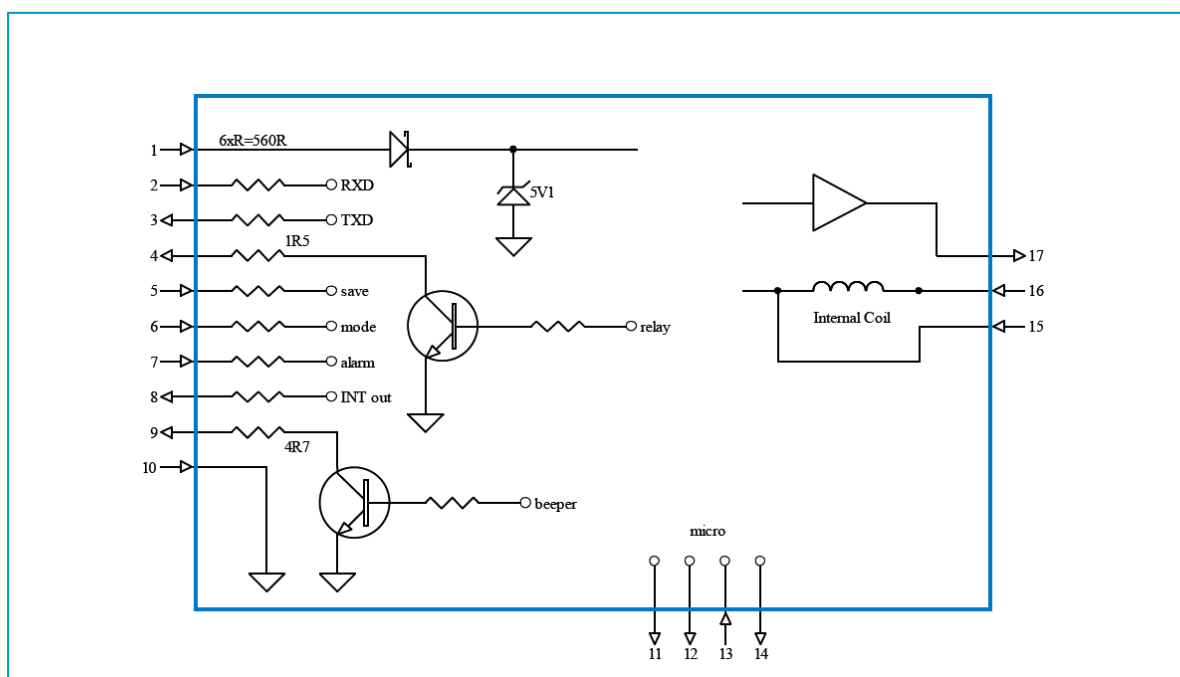 1
6xR=560R
2
RXD
5V1
3
TXD
1R5
4
17
5
save
16
6
mode
relay
Internal Coil
15
7
alarm
8
INT out
9
4R7
10
beeper
micro
11
12
13
14